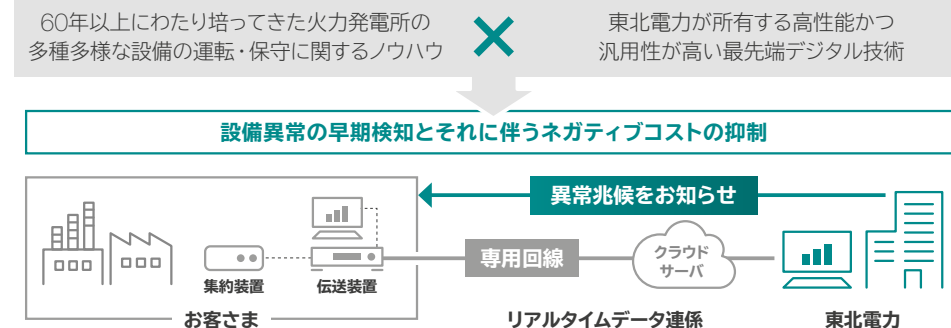 60年以上にわたり培ってきた火力発電所の
多種多様な設備の運転・保守に関するノウハウ
東北電力が所有する高性能かつ
汎用性が高い最先端デジタル技術
設備異常の早期検知とそれに伴うネガティブコストの抑制
異常兆候をお知らせ
専用回線
クラウド
サーバ
集約装置
伝送装置
お客さま
リアルタイムデータ連係
東北電力